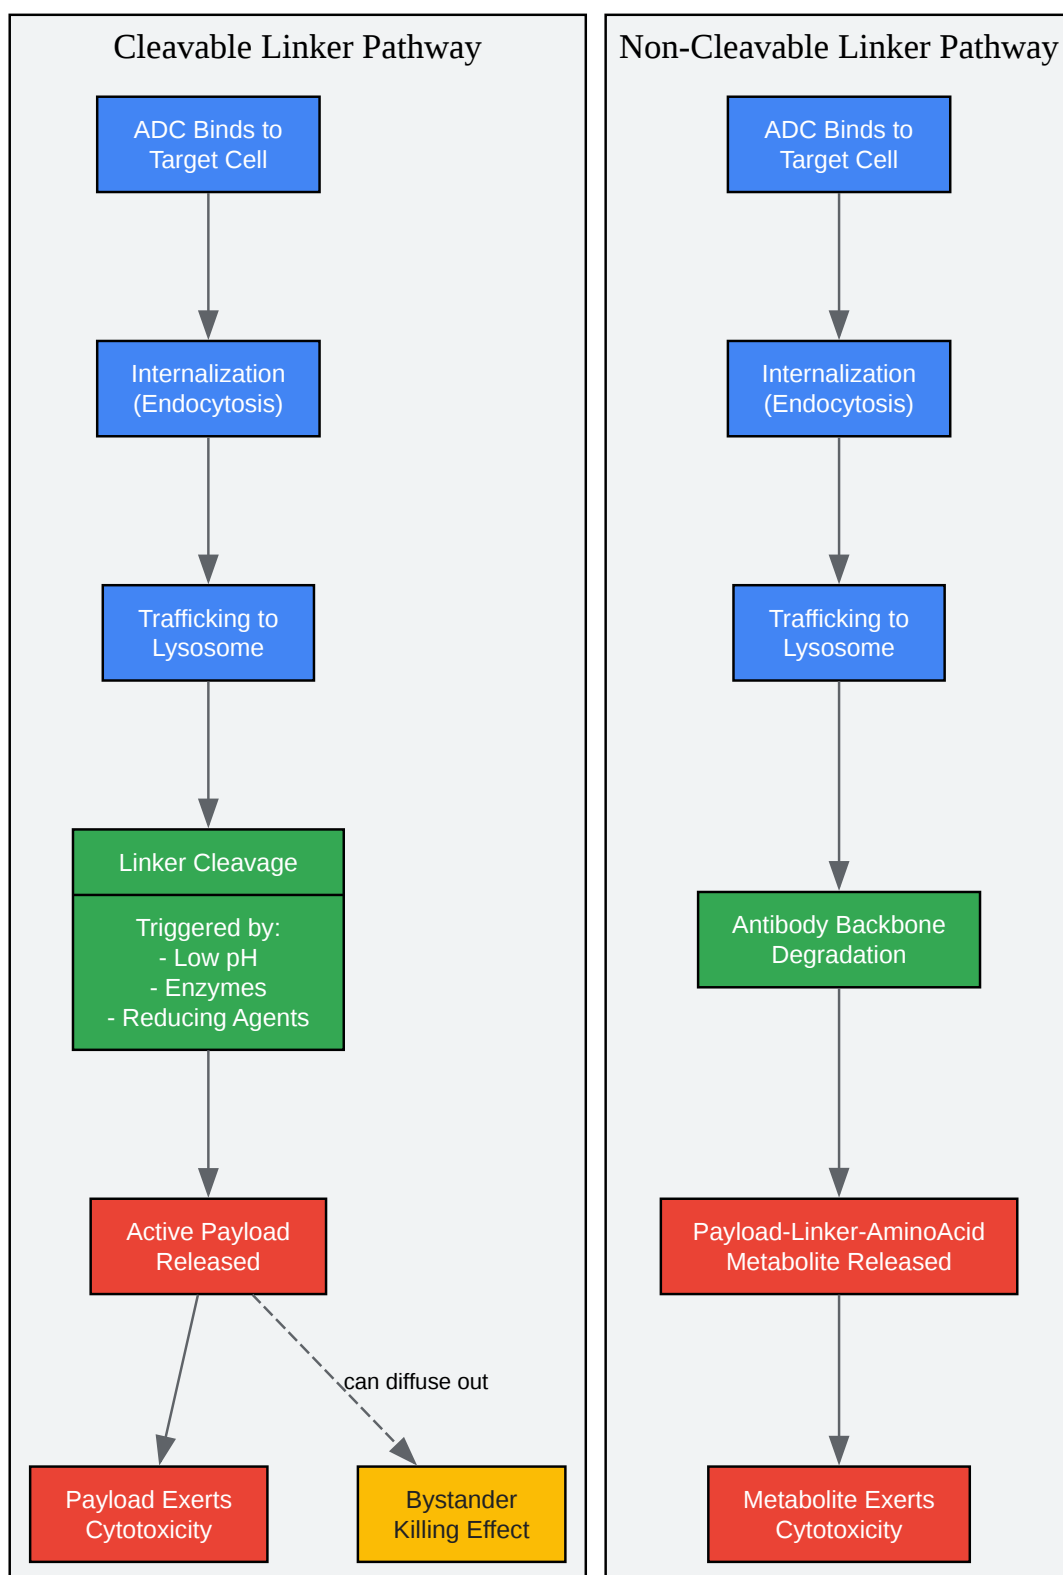 Cleavable Linker Pathway
ADC Binds to
Target Cell
Internalization
(Endocytosis)
Trafficking to
Lysosome
Linker Cleavage
Triggered by:
- Low pH
- Enzymes
- Reducing Agents
Active Payload
Released
can diffuse out
Payload Exerts
Cytotoxicity
Bystander
Killing Effect
Non-Cleavable Linker Pathway
ADC Binds to
Target Cell
Internalization
(Endocytosis)
Trafficking to
Lysosome
Antibody Backbone
Degradation
Payload-Linker-AminoAcid
Metabolite Released
Metabolite Exerts
Cytotoxicity